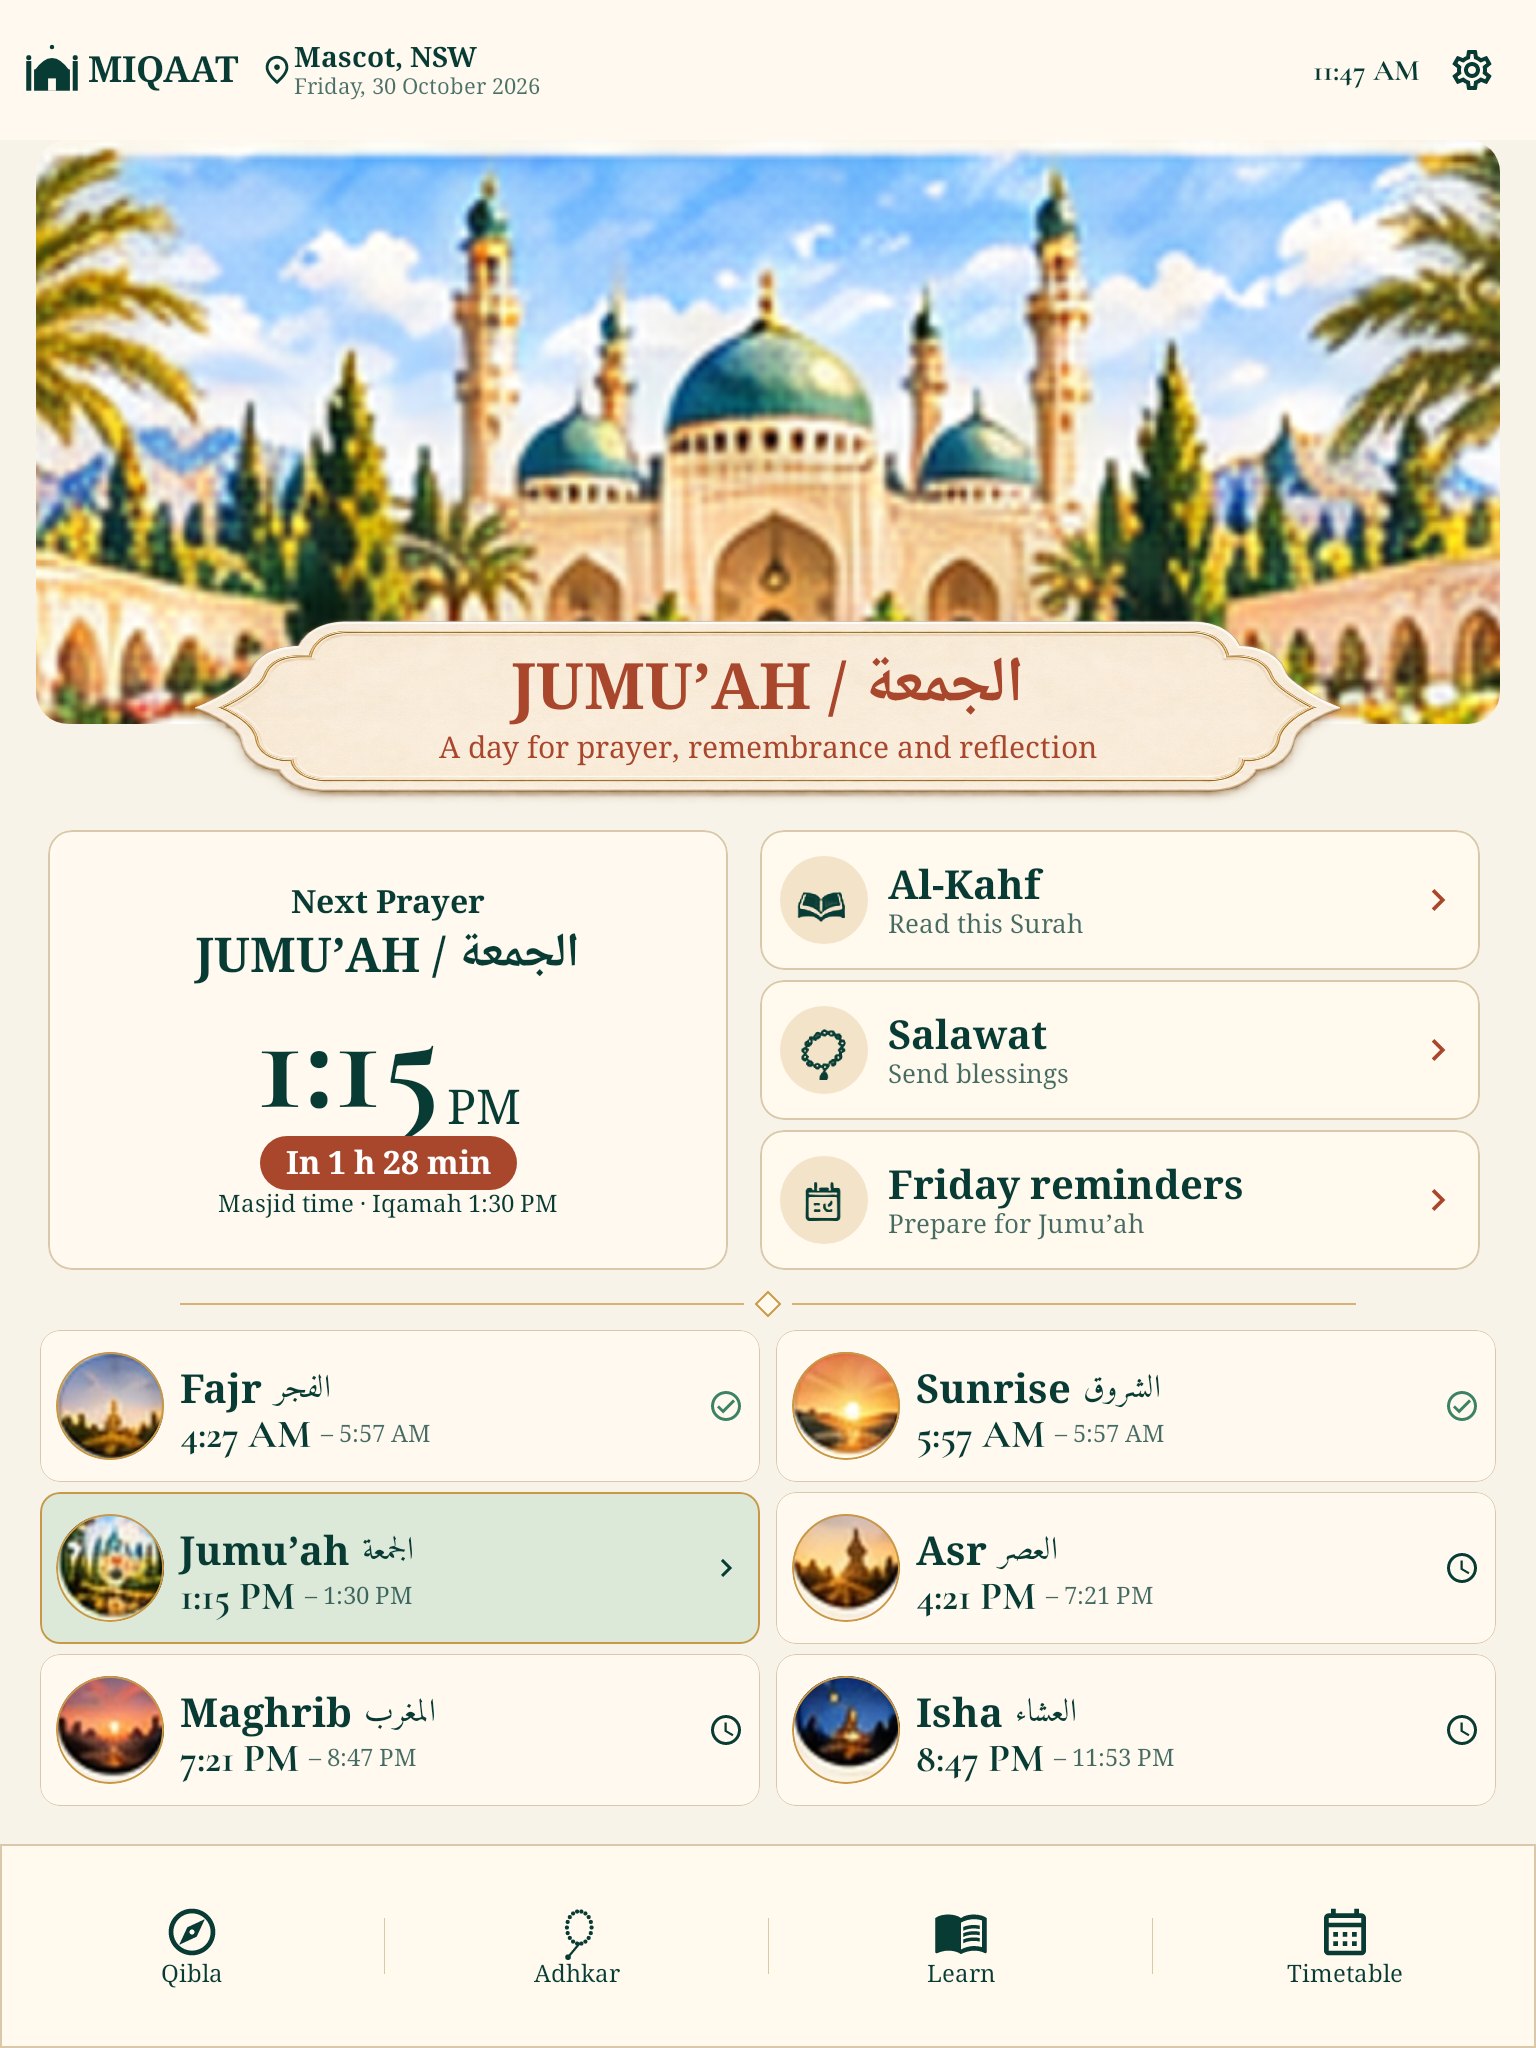 MIQAAT
Mascot, NSW
Friday, 30 October 2026
11:47 AM
JUMU’AH / الجمعة
A day for prayer, remembrance and reflection
Next Prayer
JUMU’AH / الجمعة
1:15 PM
In 1 h 28 min
Masjid time · Iqamah 1:30 PM
Al-Kahf
Read this Surah
Salawat
Send blessings
Friday reminders
Prepare for Jumu’ah
Fajr الفجر
4:27 AM – 5:57 AM
Sunrise الشروق
5:57 AM – 5:57 AM
Jumu’ah الجمعة
1:15 PM – 1:30 PM
Asr العصر
4:21 PM – 7:21 PM
Maghrib المغرب
7:21 PM – 8:47 PM
Isha العشاء
8:47 PM – 11:53 PM
Qibla
Adhkar
Learn
Timetable